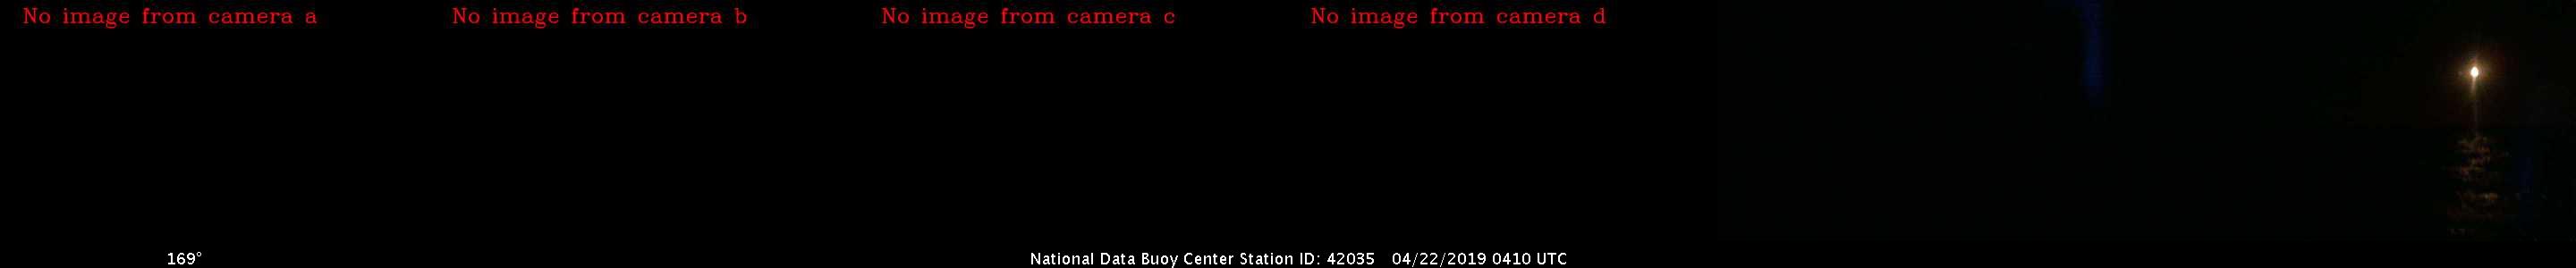 No image from camera a
No image from camera b
No image from camera c
No image from camera d
169°
National Data Buoy Center Station ID: 42035 04/22/2019 0410 UTC